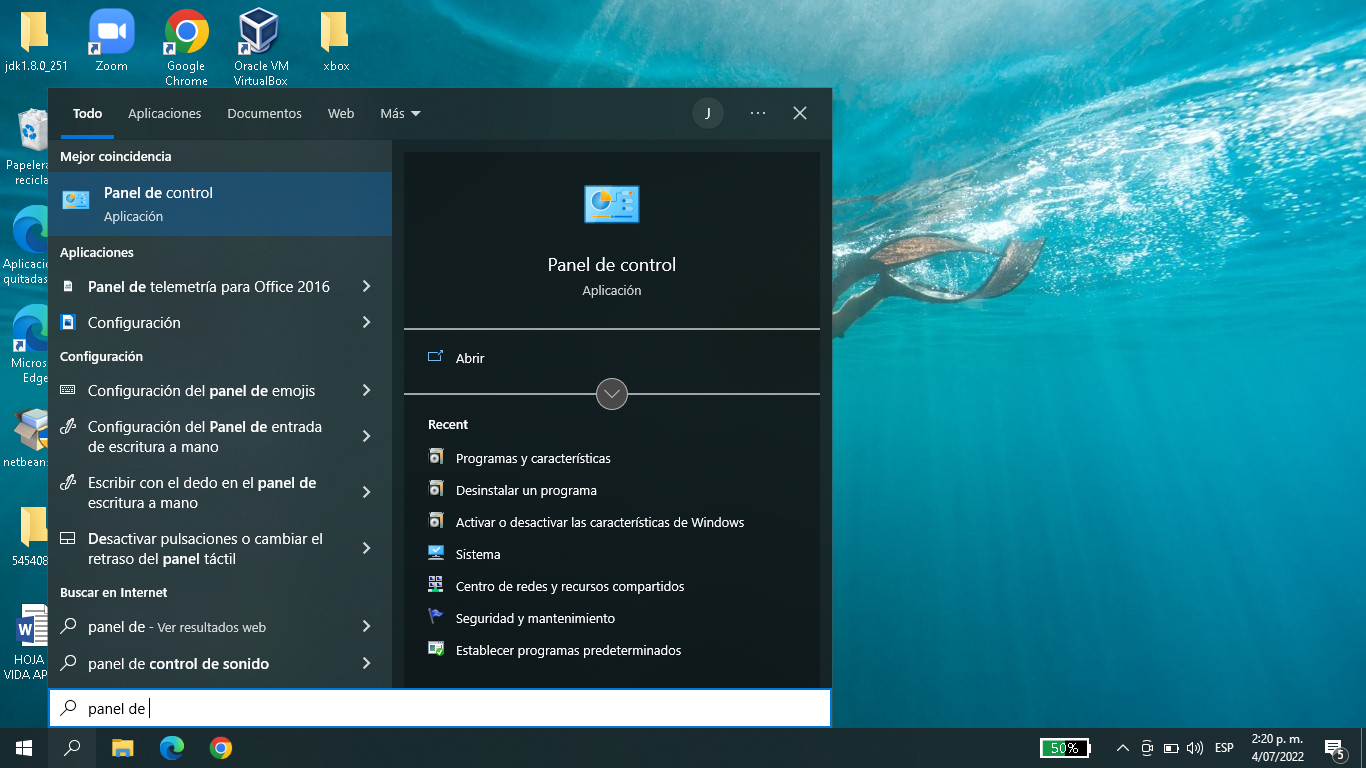 jdk1.8.0_251
Zoom
Google
Chrome
Oracle VM
VirtualBox
xbox
Papelera
recicla
Aplicacio
quitadas
Micros
Edge
netbean
545408
HOJA
VIDA AP
Todo
Aplicaciones
Documentos
Web
Más
J
Mejor coincidencia
Panel de control
Aplicación
Aplicaciones
Panel de telemetría para Office 2016
Configuración
Configuración
Configuración del panel de emojis
Configuración del Panel de entrada
de escritura a mano
Escribir con el dedo en el panel de
escritura a mano
Desactivar pulsaciones o cambiar el
retraso del panel táctil
Buscar en Internet
panel de - Ver resultados web
panel de control de sonido
Panel de control
Aplicación
Abrir
Recent
Programas y características
Desinstalar un programa
Activar o desactivar las características de Windows
Sistema
Centro de redes y recursos compartidos
Seguridad y mantenimiento
Establecer programas predeterminados
panel de
50%
ESP
2:20 p. m.
4/07/2022
5